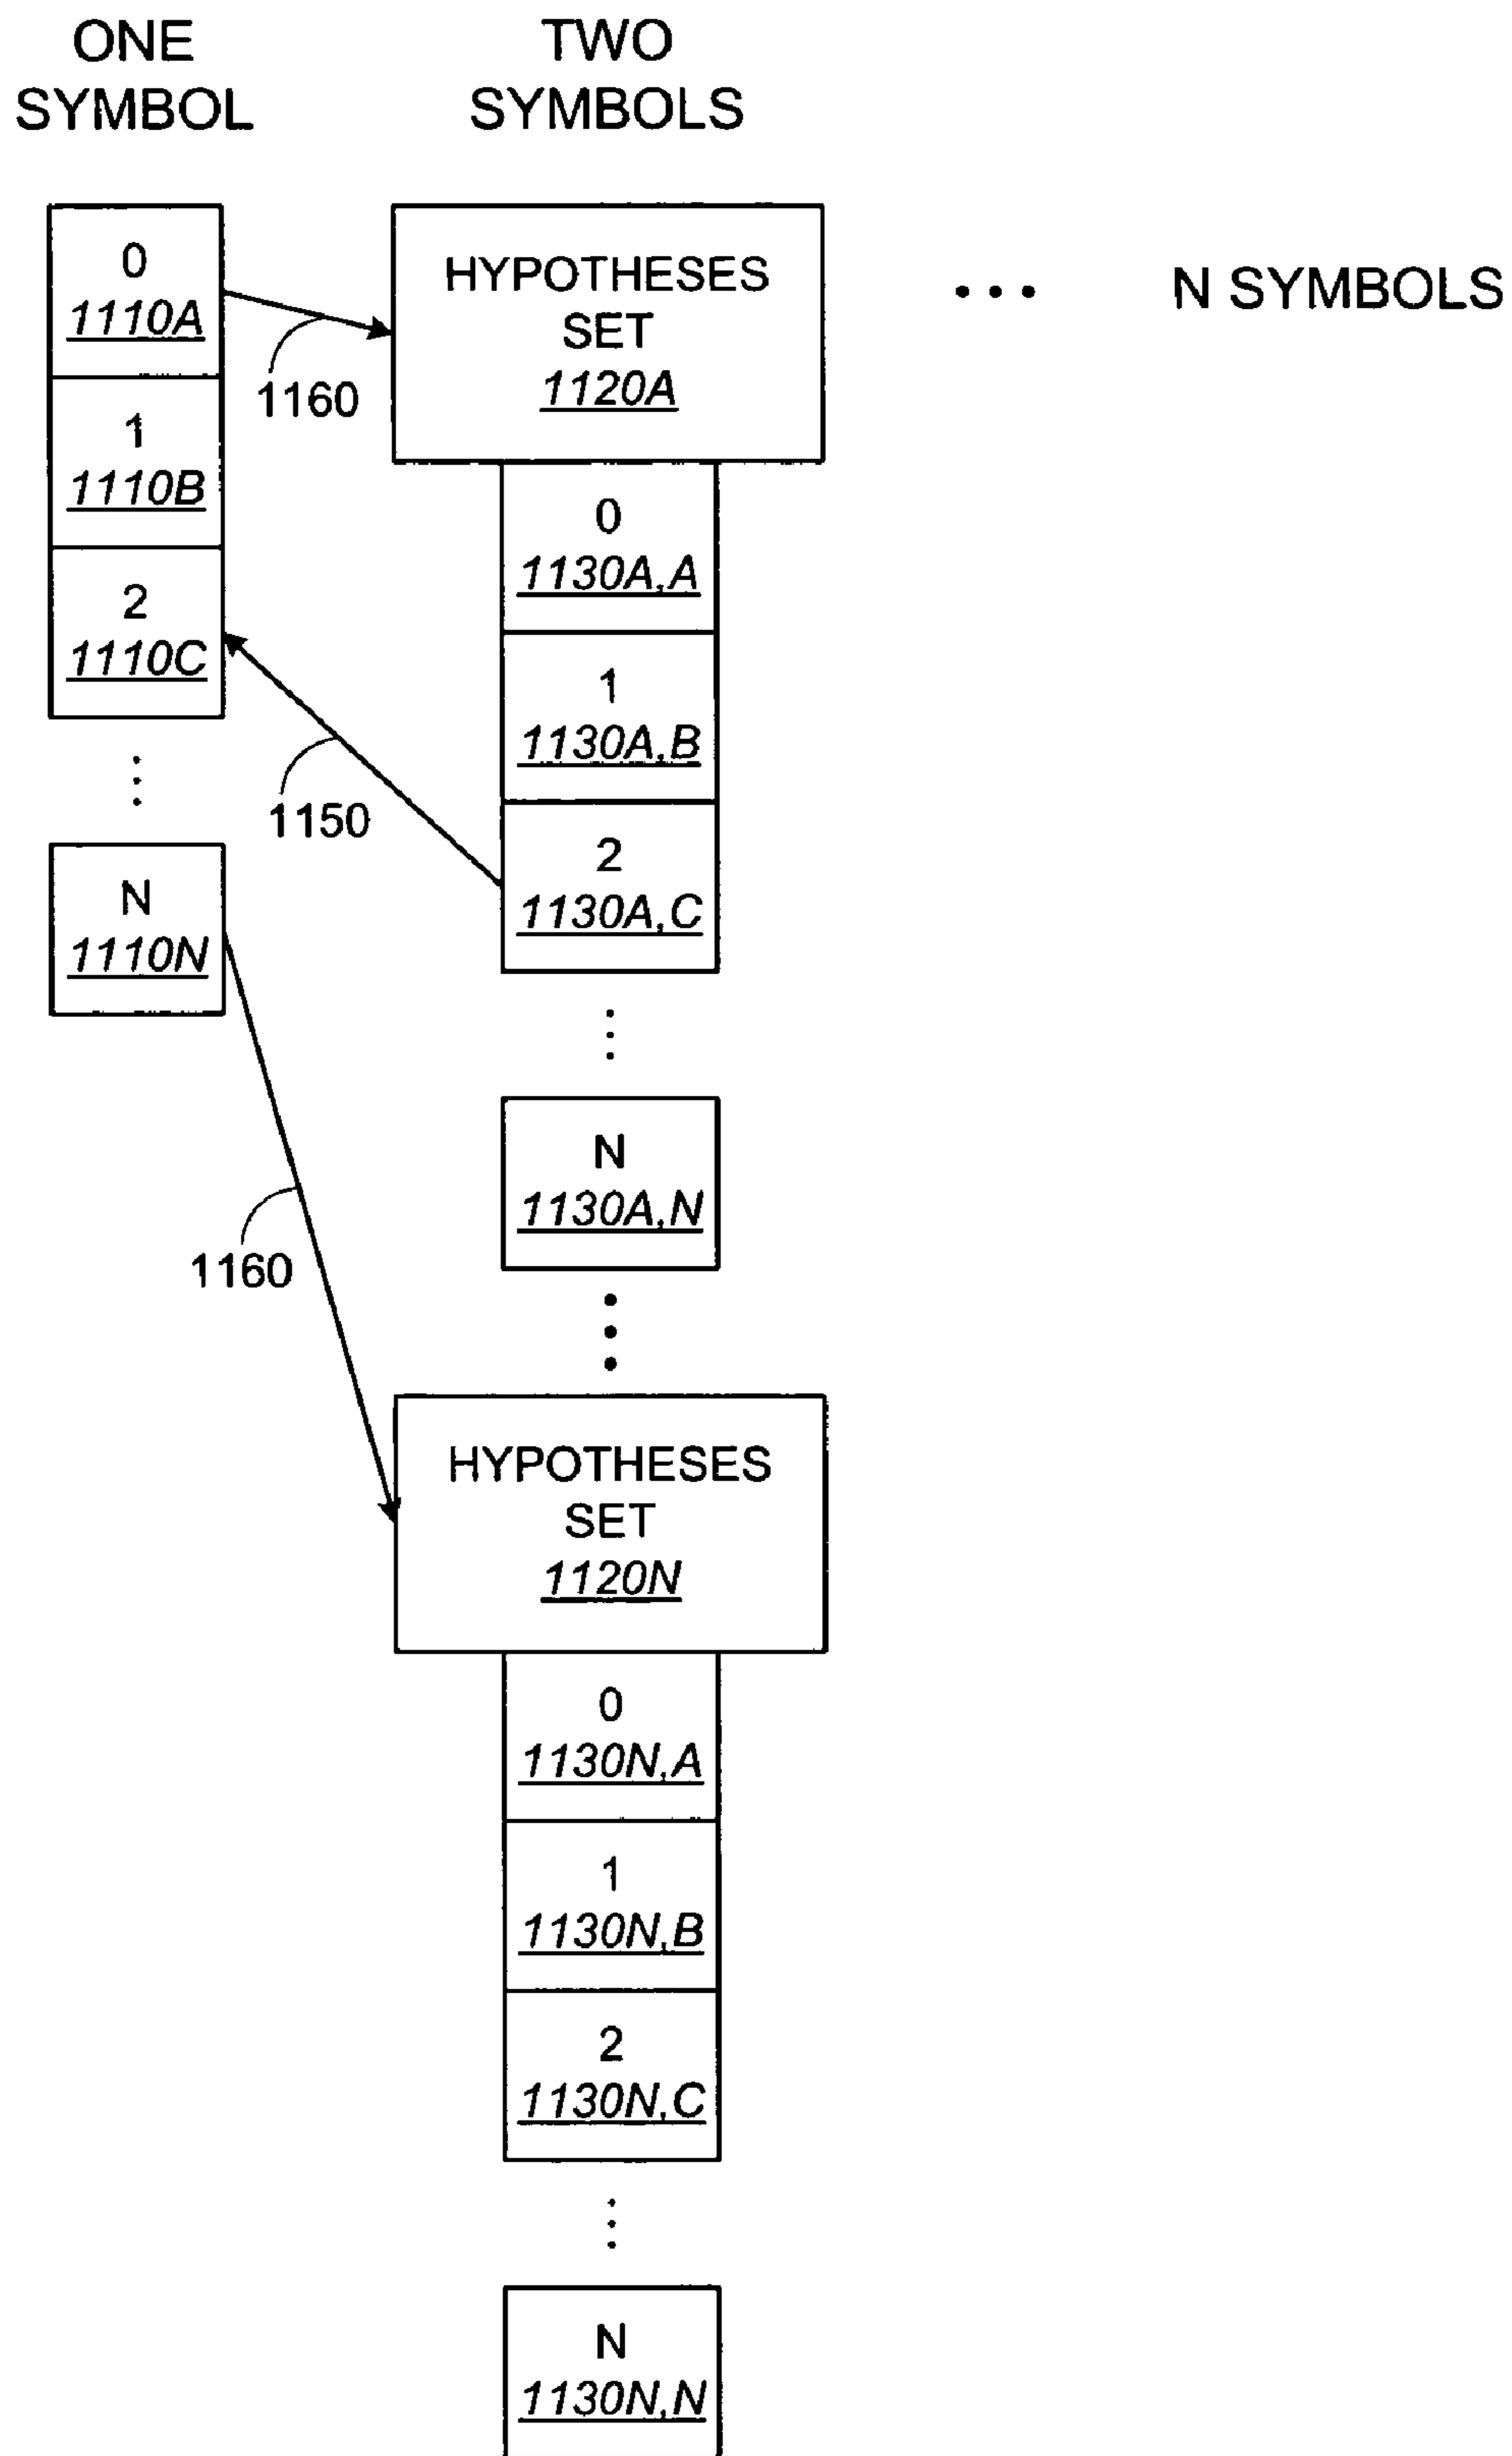 ONE
SYMBOL
TWO
SYMBOLS
0
1110A
1
1110B
2
1110C
N
1110N
1160
1150
1160
HYPOTHESES
SET
1120A
0
1130A,A
1
1130A,B
2
1130A,C
N
1130A,N
HYPOTHESES
SET
1120N
0
1130N,A
1
1130N,B
2
1130N,C
N
1130N,N
N SYMBOLS